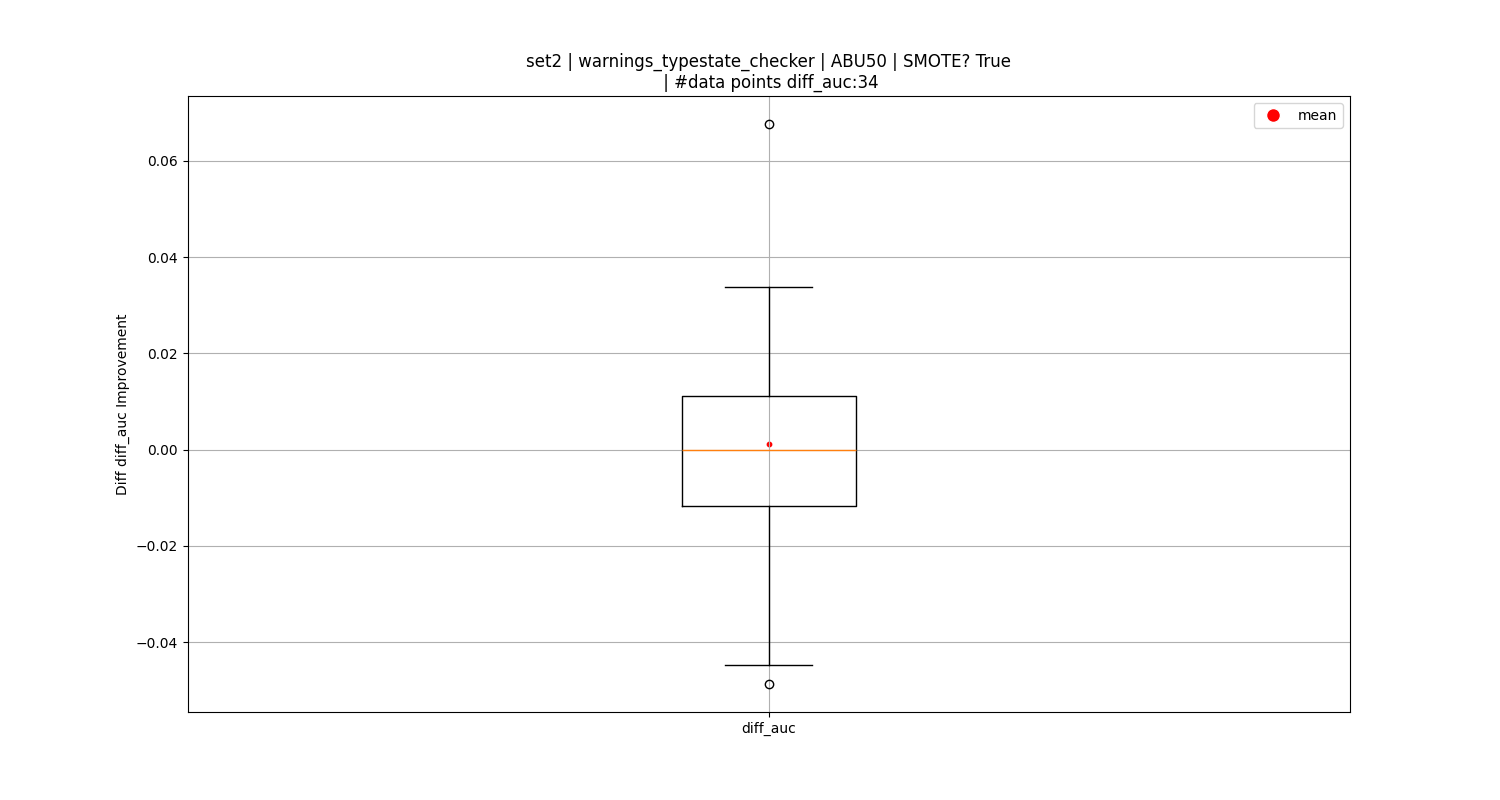 set2 | warnings_typestate_checker | ABU50 | SMOTE? True
| #data points diff_auc:34
mean
0.06
0.04
0.02
0.00
−0.02
−0.04
Diff diff_auc Improvement
diff_auc